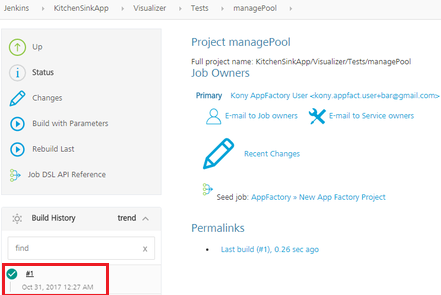 Jenkins > KitchenSinkApp > Visualizer > Tests > managePool >
Up
Status
Changes
Build with Parameters
Rebuild Last
Job DSL API Reference
Build History trend
find x
#1
Oct 31, 2017 12:27 AM
Project managePool
Full project name: KitchenSinkApp/Visualizer/Tests/managePool
Job Owners
Primary Kony AppFactory User <kony.appfact.user+bar@gmail.com>
E-mail to Job owners E-mail to Service owners
Recent Changes
Seed job: AppFactory » New App Factory Project
Permalinks
Last build (#1), 0.26 sec ago